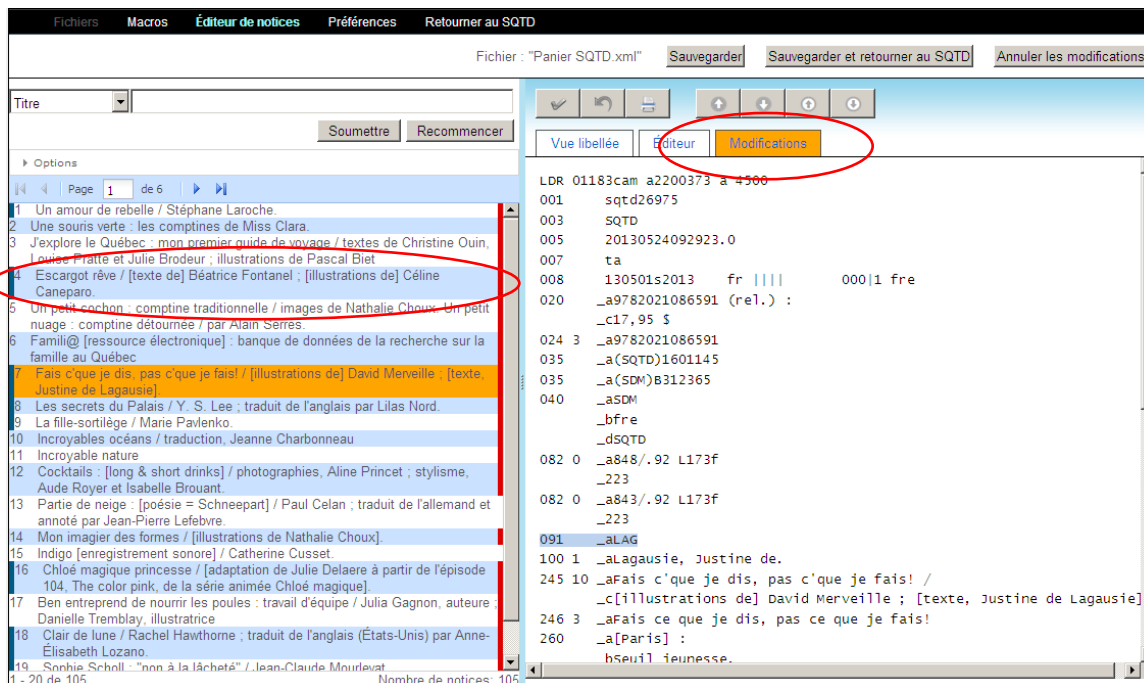 Fichiers Macros Éditeur de notices Préférences Retourner au SQTD
Fichier : "Panier SQTD.xml" Sauvegarder Sauvegarder et retourner au SQTD Annuler les modifications
Titre
Soumettre Recommencer
Options
Page 1 de 6
1 Un amour de rebelle / Stéphane Laroche.
2 Une souris verte : les comptines de Miss Clara.
3 J'explore le Québec : mon premier guide de voyage / textes de Christine Ouin,
Louise Pratte et Julie Brodeur ; illustrations de Pascal Biet
4 Escargot rêve / [texte de] Béatrice Fontanel ; [illustrations de] Céline
Caneparo.
5 Un petit cochon : comptine traditionnelle / images de Nathalie Choux. Un petit
nuage : comptine détournée / par Alain Serres.
6 Famili@ [ressource électronique] : banque de données de la recherche sur la
famille au Québec
7 Fais c'que je dis, pas c'que je fais! / [illustrations de] David Merveille ; [texte,
Justine de Lagausie].
8 Les secrets du Palais / Y. S. Lee ; traduit de l'anglais par Lilas Nord.
9 La fille-sortilège / Marie Pavlenko.
10 Incroyables océans / traduction, Jeanne Charbonneau
11 Incroyable nature
12 Cocktails : [long & short drinks] / photographies, Aline Princet ; stylisme,
Aude Royer et Isabelle Brouant.
13 Partie de neige : [poésie = Schneepart] / Paul Celan ; traduit de l'allemand et
annoté par Jean-Pierre Lefebvre.
14 Mon imagier des formes / [illustrations de Nathalie Choux].
15 Indigo [enregistrement sonore] / Catherine Cusset.
16 Chloé magique princesse / [adaptation de Julie Delaere à partir de l'épisode
104, The color pink, de la série animée Chloé magique].
17 Ben entreprend de nourrir les poules : travail d'équipe / Julia Gagnon, auteure ;
Danielle Tremblay, illustratrice
18 Clair de lune / Rachel Hawthorne ; traduit de l'anglais (États-Unis) par Anne-
Élisabeth Lozano.
19 Sophie Scholl : "non à la lâcheté" / Jean-Claude Mourlevat.
1 - 20 de 105 Nombre de notices: 105
Vue libellée Éditeur Modifications
LDR 01183cam a2200373 a 4500
001 sqtd26975
003 SQTD
005 20130524092923.0
007 ta
008 130501s2013 fr |||| 000|1 fre
020 _a9782021086591 (rel.) :
_c17,95 $
024 3 _a9782021086591
035 _a(SQTD)1601145
035 _a(SDM)B312365
040 _aSDM
_bfre
_dSQTD
082 0 _a848/.92 L173f
_223
082 0 _a843/.92 L173f
_223
091 _aLAG
100 1 _aLagausie, Justine de.
245 10 _aFais c'que je dis, pas c'que je fais! /
_c[illustrations de] David Merveille ; [texte, Justine de Lagausie]
246 3 _aFais ce que je dis, pas ce que je fais!
260 _a[Paris] :
_bSeuil jeunesse,